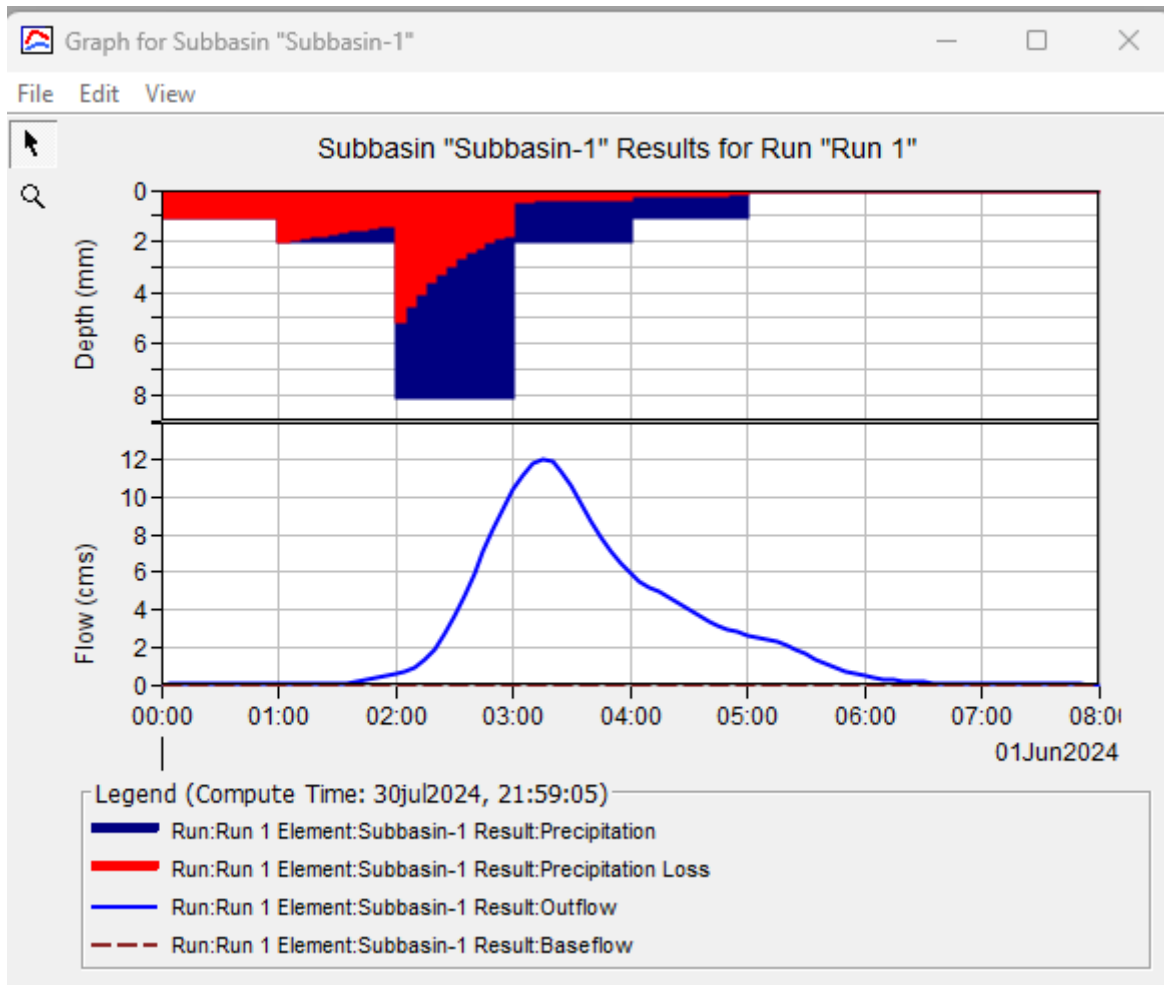 Graph for Subbasin "Subbasin-1"
File Edit View
Subbasin "Subbasin-1" Results for Run "Run 1"
0
2
4
6
8
Depth (mm)
12
10
8
6
4
2
0
Flow (cms)
00:00 01:00 02:00 03:00 04:00 05:00 06:00 07:00 08:0
01Jun2024
Legend (Compute Time: 30jul2024, 21:59:05)
Run:Run 1 Element:Subbasin-1 Result:Precipitation
Run:Run 1 Element:Subbasin-1 Result:Precipitation Loss
Run:Run 1 Element:Subbasin-1 Result:Outflow
Run:Run 1 Element:Subbasin-1 Result:Baseflow